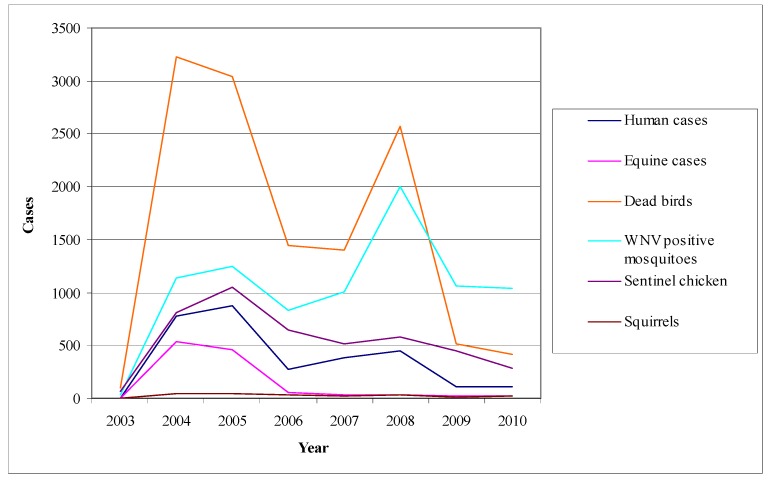 3500
3000
2500
2000
1500
1000
500
0
Cases
2003 2004 2005 2006 2007 2008 2009 2010
Year
Human cases
Equine cases
Dead birds
WNV positive
mosquitoes
Sentinel chicken
Squirrels